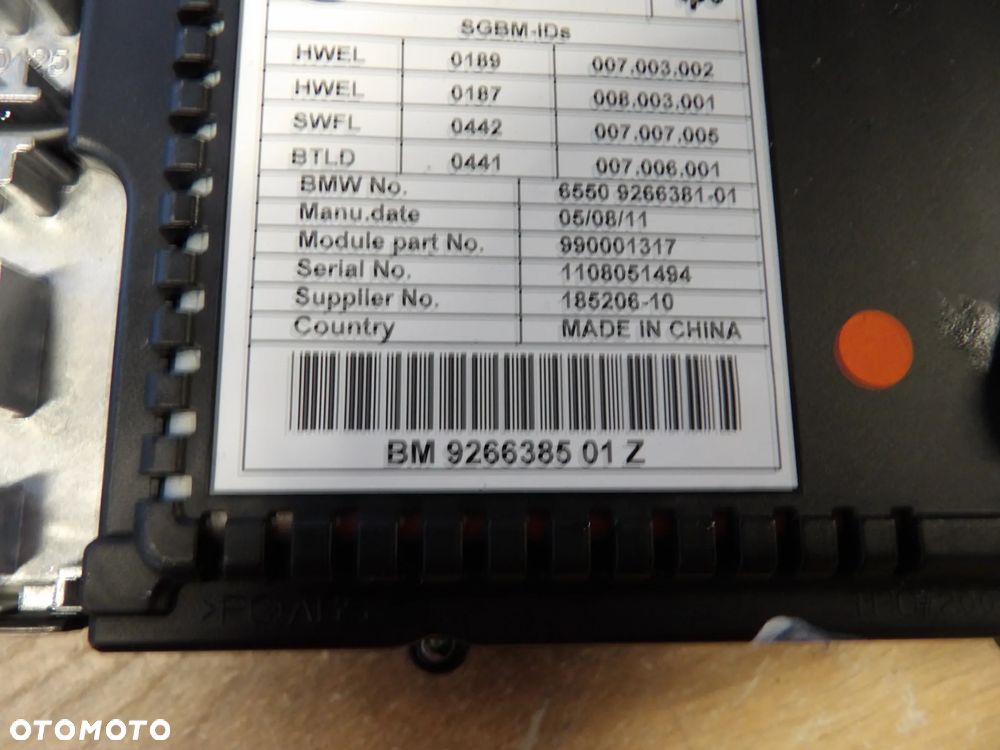 SGBM-IDs
HWEL 0189 007.003.002
HWEL 0187 008.003.001
SWFL 0442 007.007.005
BTLD 0441 007.006.001
BMW No. 6550 9266381-01
Manu.date 05/08/11
Module part No. 990001317
Serial No. 1108051494
Supplier No. 185206-10
Country MADE IN CHINA
BM 9266385 01 Z
OTOMOTO